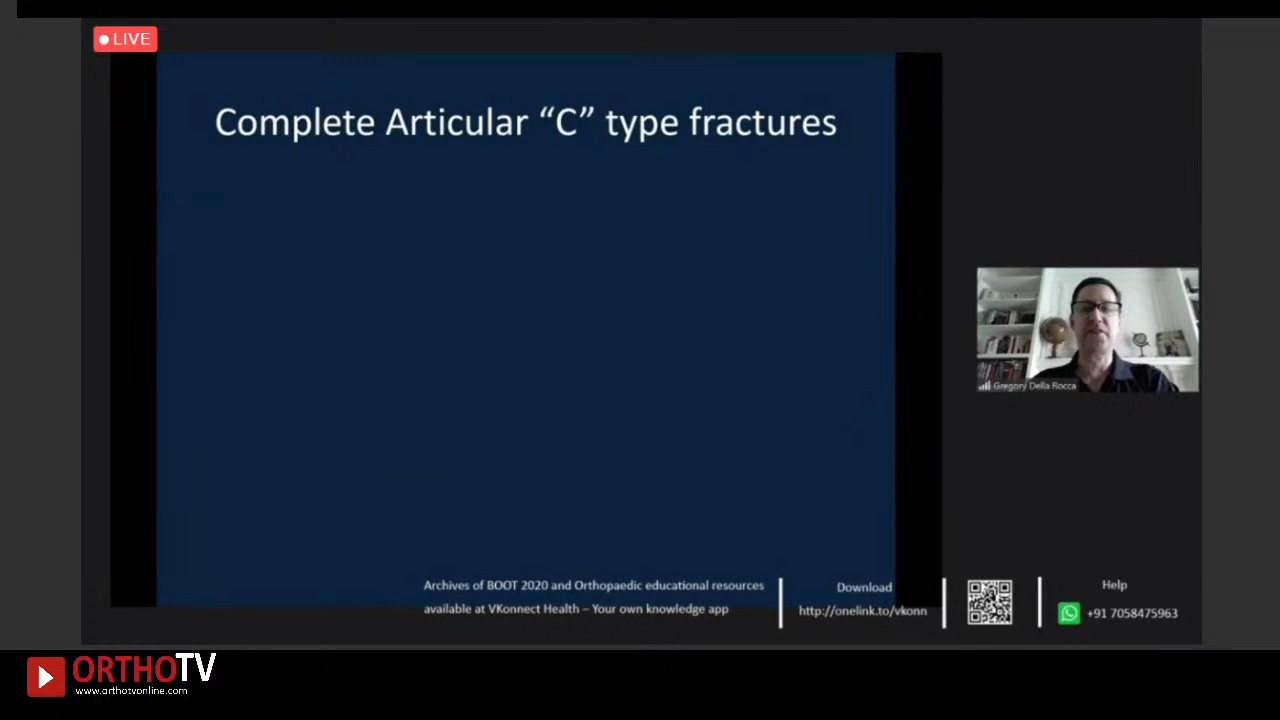 LIVE
Complete Articular “C” type fractures
Gregory Della Rocca
Archives of BOOT 2020 and Orthopaedic educational resources
available at VKonnect Health – Your own knowledge app
Download
http://onelink.to/vkonn
Help
+91 7058475963
ORTHOTV
www.orthotvonline.com